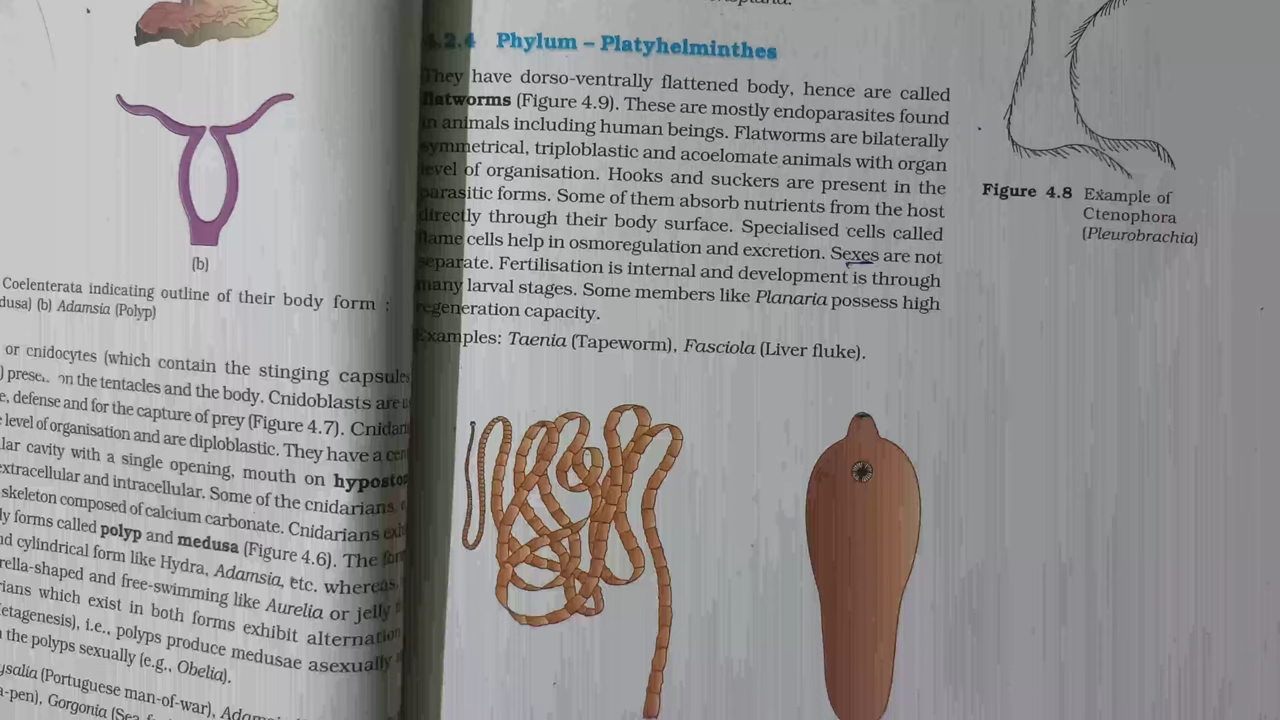 (b)
Coelenterata indicating outline of their body form :
(b) Adamsia (Polyp)
or cnidocytes (which contain the stinging capsules
on the tentacles and the body. Cnidoblasts are
defense and for the capture of prey (Figure 4.7).
level of organisation and are diploblastic. They have a
cavity with a single opening, mouth on
extracellular and intracellular. Some of the cnidarians
skeleton composed of calcium carbonate. Cnidarians
forms called polyp and medusa (Figure 4.6). The
cylindrical form like Hydra, Adamsia, etc. whereas,
and free-swimming like Aurelia or jelly
which exist in both forms exhibit
i.e., polyps produce medusae asexually
the polyps sexually (e.g., Obelia).
(Portuguese man-of-war),
Gorgonia
4.2.4 Phylum – Platyhelminthes
They have dorso-ventrally flattened body, hence are called
flatworms (Figure 4.9). These are mostly endoparasites found
in animals including human beings. Flatworms are bilaterally
symmetrical, triploblastic and acoelomate animals with organ
level of organisation. Hooks and suckers are present in the
parasitic forms. Some of them absorb nutrients from the host
directly through their body surface. Specialised cells called
flame cells help in osmoregulation and excretion. Sexes are not
separate. Fertilisation is internal and development is through
many larval stages. Some members like Planaria possess high
regeneration capacity.
Examples: Taenia (Tapeworm), Fasciola (Liver fluke).
Figure 4.8 Example of
Ctenophora
(Pleurobrachia)